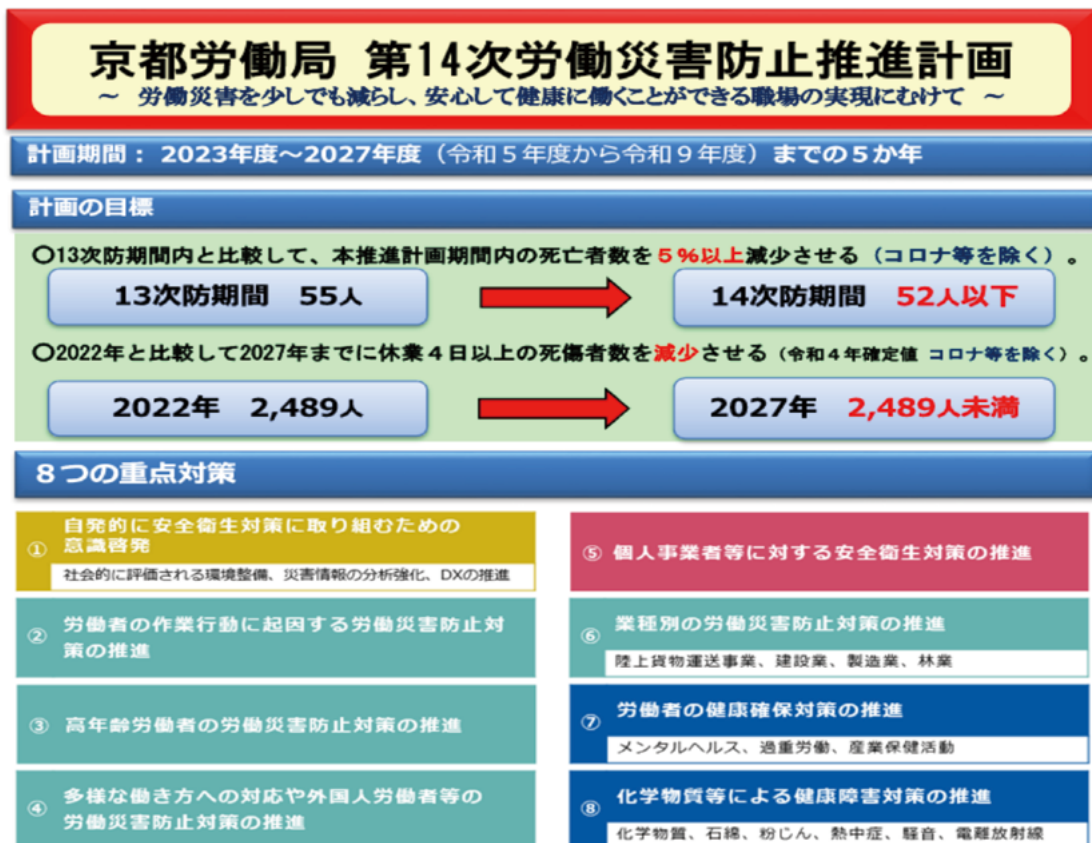 京都労働局 第14次労働災害防止推進計画
～ 労働災害を少しでも減らし、安心して健康に働くことができる職場の実現にむけて ～
計画期間： 2023年度～2027年度（令和５年度から令和９年度）までの５か年
計画の目標
〇13次防期間内と比較して、本推進計画期間内の死亡者数を５％以上減少させる（コロナ等を除く）。
13次防期間 55人
14次防期間 52人以下
〇2022年と比較して2027年までに休業４日以上の死傷者数を減少させる（令和４年確定値 コロナ等を除く）。
2022年 2,489人
2027年 2,489人未満
８つの重点対策
① 自発的に安全衛生対策に取り組むための
意識啓発
社会的に評価される環境整備、災害情報の分析強化、DXの推進
② 労働者の作業行動に起因する労働災害防止対
策の推進
③ 高年齢労働者の労働災害防止対策の推進
④ 多様な働き方への対応や外国人労働者等の
労働災害防止対策の推進
⑤ 個人事業者等に対する安全衛生対策の推進
⑥ 業種別の労働災害防止対策の推進
陸上貨物運送事業、建設業、製造業、林業
⑦ 労働者の健康確保対策の推進
メンタルヘルス、過重労働、産業保健活動
⑧ 化学物質等による健康障害対策の推進
化学物質、石綿、粉じん、熱中症、騒音、電離放射線